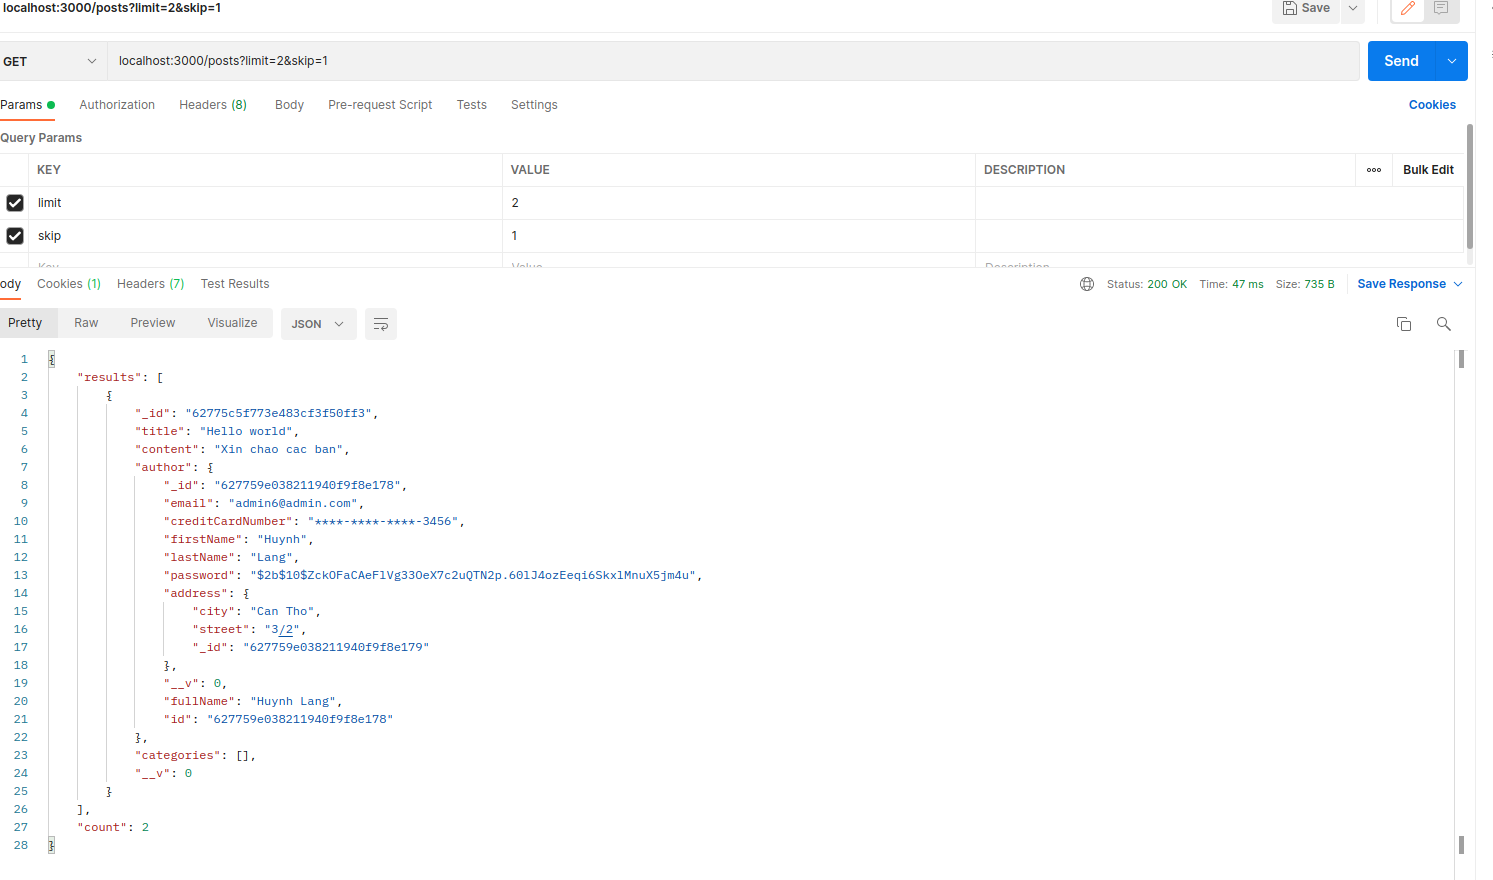 localhost:3000/posts?limit=2&skip=1
Save
GET
localhost:3000/posts?limit=2&skip=1
Send
Params Authorization Headers (8) Body Pre-request Script Tests Settings Cookies
Query Params
KEY VALUE DESCRIPTION ooo Bulk Edit
limit 2
skip 1
Key Value Description
ody Cookies (1) Headers (7) Test Results Status: 200 OK Time: 47 ms Size: 735 B Save Response
Pretty Raw Preview Visualize JSON
1 {
2 "results": [
3 {
4 "_id": "62775c5f773e483cf3f50ff3",
5 "title": "Hello world",
6 "content": "Xin chao cac ban",
7 "author": {
8 "_id": "627759e038211940f9f8e178",
9 "email": "admin6@admin.com",
10 "creditCardNumber": "****-****-****-3456",
11 "firstName": "Huynh",
12 "lastName": "Lang",
13 "password": "$2b$10$ZckOFaCAeFlVg33OeX7c2uQTN2p.60lJ4ozEeqi6SkxlMnuX5jm4u",
14 "address": {
15 "city": "Can Tho",
16 "street": "3/2",
17 "_id": "627759e038211940f9f8e179"
18 },
19 "__v": 0,
20 "fullName": "Huynh Lang",
21 "id": "627759e038211940f9f8e178"
22 },
23 "categories": [],
24 "__v": 0
25 }
26 ],
27 "count": 2
28 }